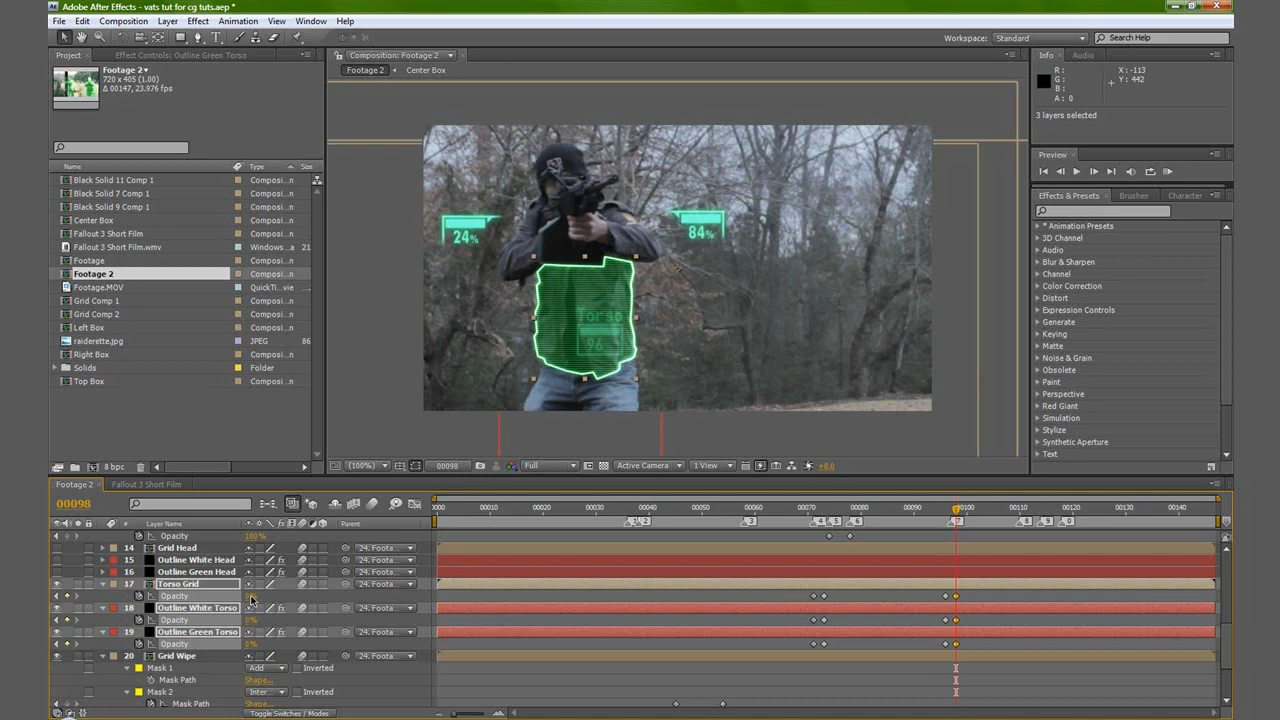 Adobe After Effects - vats tut for cg tuts.aep *
File Edit Composition Layer Effect Animation View Window Help
Workspace: Standard Search Help
Project Effect Controls: Outline Green Torso
Composition: Footage 2
Info Audio
Footage 2
720 x 405 (1.00)
Δ 00147, 23.976 fps
Footage 2 Center Box
R:
G:
B:
A: 0
X: -113
Y: 442
3 layers selected
Preview
Effects & Presets Brushes Character
Name Type Size
Black Solid 11 Comp 1 Composi...n
Black Solid 7 Comp 1 Composi...n
Black Solid 9 Comp 1 Composi...n
Center Box Composi...n
Fallout 3 Short Film Composi...n
Fallout 3 Short Film.wmv Windows...a 21
Footage Composi...n
Footage 2 Composi...n
Footage.MOV QuickTi...vie
Grid Comp 1 Composi...n
Grid Comp 2 Composi...n
Left Box Composi...n
raiderette.jpg JPEG 86
Right Box Composi...n
Solids Folder
Top Box Composi...n
24%
84%
Torso
96%
* Animation Presets
3D Channel
Audio
Blur & Sharpen
Channel
Color Correction
Distort
Expression Controls
Generate
Keying
Matte
Noise & Grain
Obsolete
Paint
Perspective
Red Giant
Simulation
Stylize
Synthetic Aperture
Text
8 bpc
(100%) 00098 Full Active Camera 1 View +0.0
Footage 2 Fallout 3 Short Film
00098
0000 00010 00020 00030 00040 00050 00060 00070 00080 00090 00100 00110 00120 00130 00140
# Layer Name Parent
Opacity 100%
14 Grid Head 24. Foota...
15 Outline White Head 24. Foota...
16 Outline Green Head 24. Foota...
17 Torso Grid 24. Foota...
Opacity
18 Outline White Torso 24. Foota...
Opacity 0%
19 Outline Green Torso 24. Foota...
Opacity 0%
20 Grid Wipe 24. Foota...
Mask 1 Add Inverted
Mask Path Shape...
Mask 2 Inter... Inverted
Mask Path Shape...
Toggle Switches / Modes